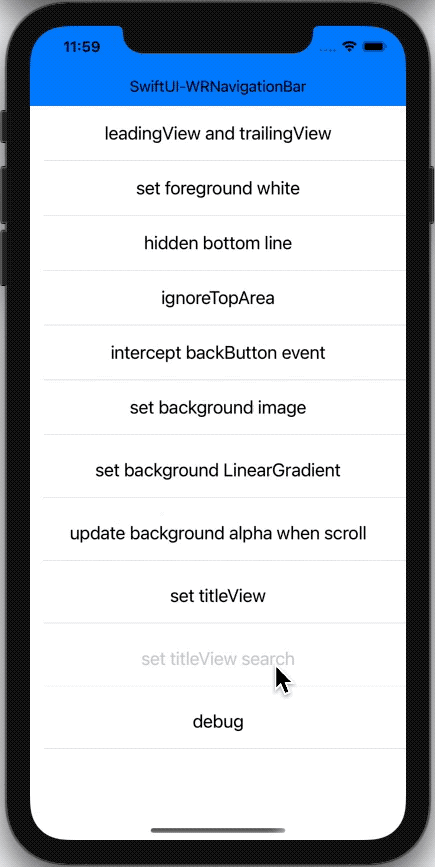 11:59
SwiftUI-WRNavigationBar
leadingView and trailingView
set foreground white
hidden bottom line
ignoreTopArea
intercept backButton event
set background image
set background LinearGradient
update background alpha when scroll
set titleView
set titleView search
debug